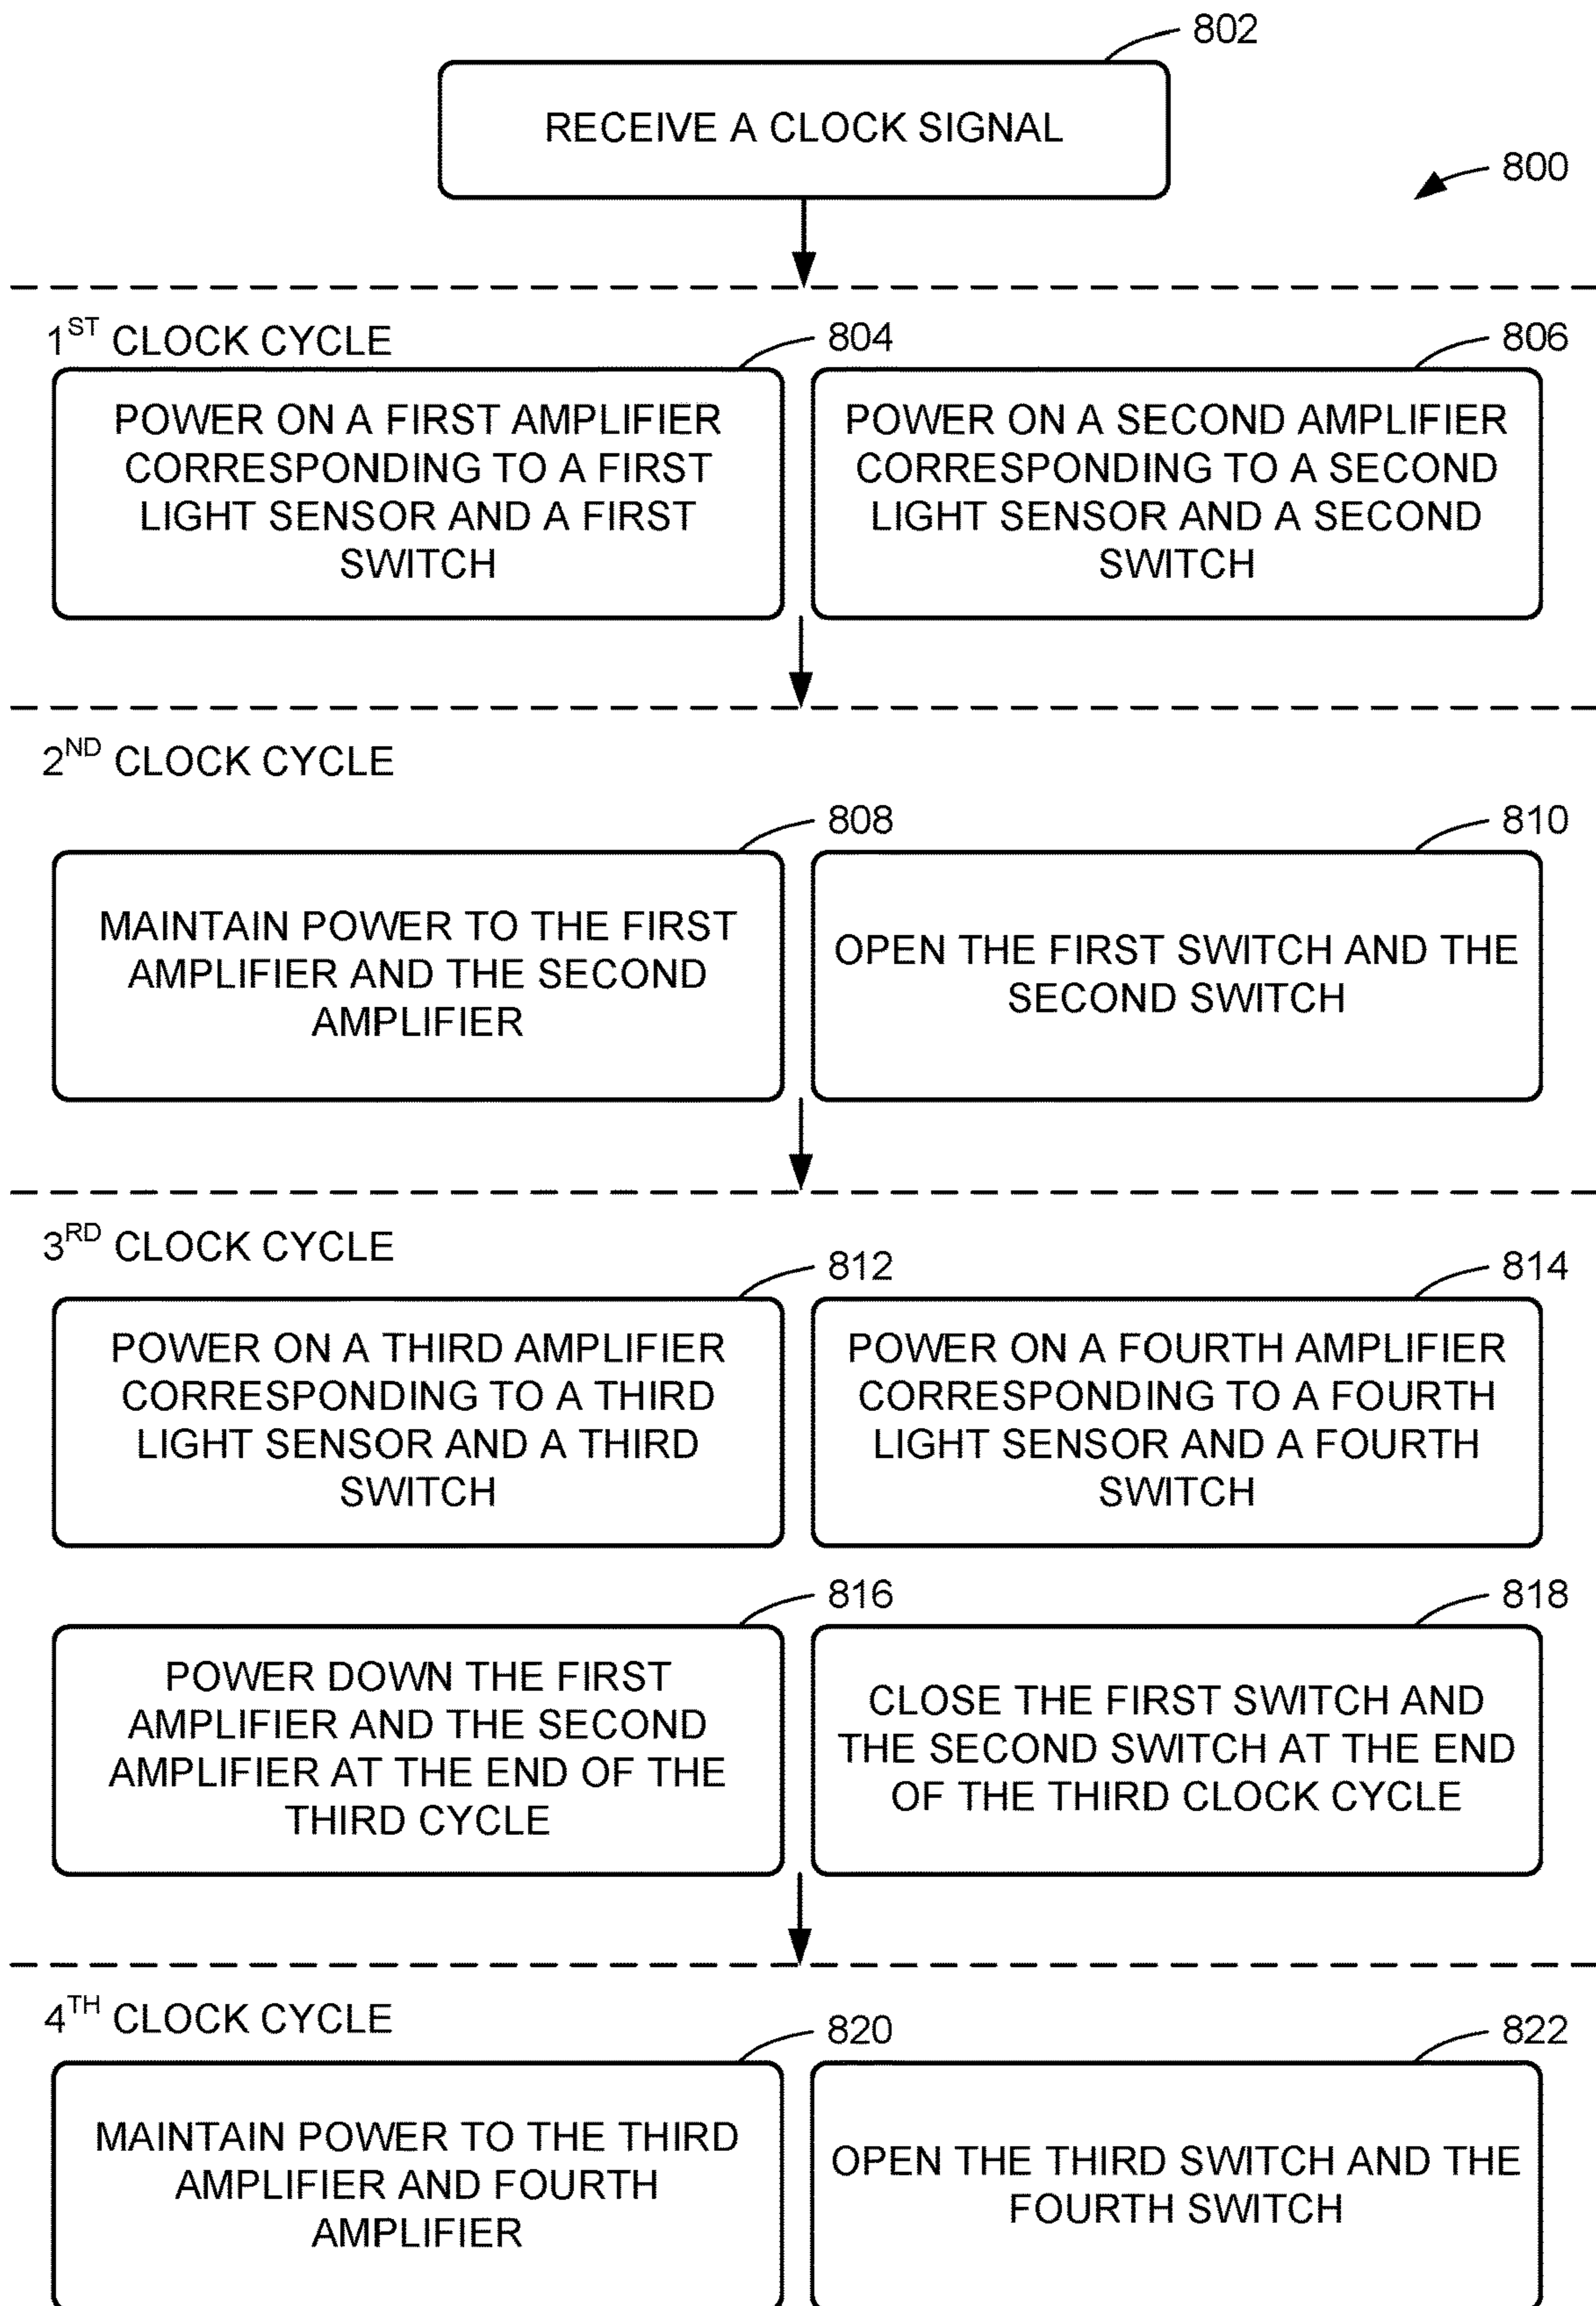 802
RECEIVE A CLOCK SIGNAL
800
1ST CLOCK CYCLE
804
806
POWER ON A FIRST AMPLIFIER
CORRESPONDING TO A FIRST
LIGHT SENSOR AND A FIRST
SWITCH
POWER ON A SECOND AMPLIFIER
CORRESPONDING TO A SECOND
LIGHT SENSOR AND A SECOND
SWITCH
2ND CLOCK CYCLE
808
810
MAINTAIN POWER TO THE FIRST
AMPLIFIER AND THE SECOND
AMPLIFIER
OPEN THE FIRST SWITCH AND THE
SECOND SWITCH
3RD CLOCK CYCLE
812
814
POWER ON A THIRD AMPLIFIER
CORRESPONDING TO A THIRD
LIGHT SENSOR AND A THIRD
SWITCH
POWER ON A FOURTH AMPLIFIER
CORRESPONDING TO A FOURTH
LIGHT SENSOR AND A FOURTH
SWITCH
816
818
POWER DOWN THE FIRST
AMPLIFIER AND THE SECOND
AMPLIFIER AT THE END OF THE
THIRD CYCLE
CLOSE THE FIRST SWITCH AND
THE SECOND SWITCH AT THE END
OF THE THIRD CLOCK CYCLE
4TH CLOCK CYCLE
820
822
MAINTAIN POWER TO THE THIRD
AMPLIFIER AND FOURTH
AMPLIFIER
OPEN THE THIRD SWITCH AND THE
FOURTH SWITCH